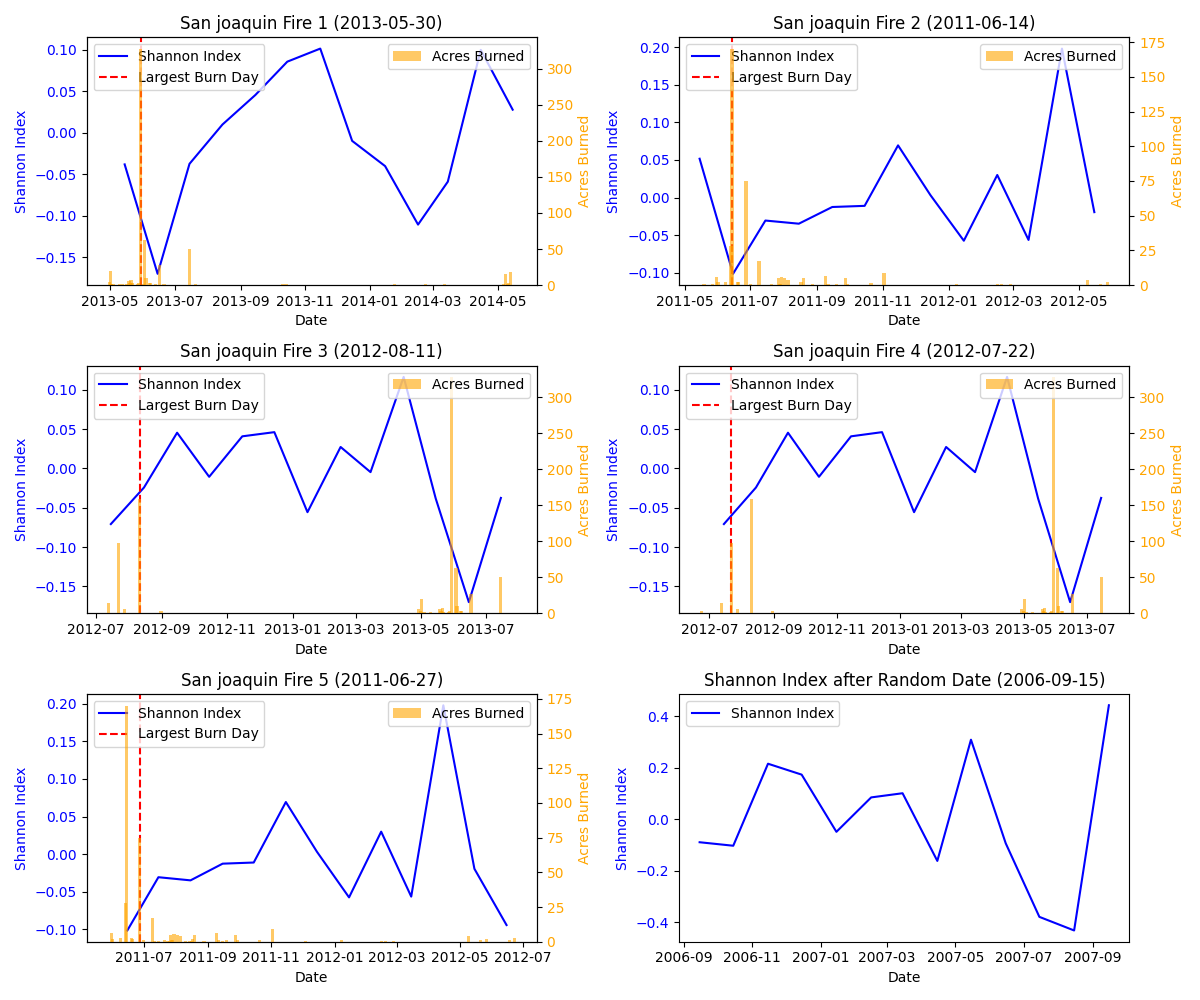 San joaquin Fire 1 (2013-05-30)
Shannon Index
Largest Burn Day
Acres Burned
0.10
0.05
0.00
−0.05
−0.10
−0.15
Shannon Index
300
250
200
150
100
50
0
Acres Burned
2013-05 2013-07 2013-09 2013-11 2014-01 2014-03 2014-05
Date
San joaquin Fire 2 (2011-06-14)
Shannon Index
Largest Burn Day
Acres Burned
0.20
0.15
0.10
0.05
0.00
−0.05
−0.10
Shannon Index
175
150
125
100
75
50
25
0
Acres Burned
2011-05 2011-07 2011-09 2011-11 2012-01 2012-03 2012-05
Date
San joaquin Fire 3 (2012-08-11)
Shannon Index
Largest Burn Day
Acres Burned
0.10
0.05
0.00
−0.05
−0.10
−0.15
Shannon Index
300
250
200
150
100
50
0
Acres Burned
2012-07 2012-09 2012-11 2013-01 2013-03 2013-05 2013-07
Date
San joaquin Fire 4 (2012-07-22)
Shannon Index
Largest Burn Day
Acres Burned
0.10
0.05
0.00
−0.05
−0.10
−0.15
Shannon Index
300
250
200
150
100
50
0
Acres Burned
2012-07 2012-09 2012-11 2013-01 2013-03 2013-05 2013-07
Date
San joaquin Fire 5 (2011-06-27)
Shannon Index
Largest Burn Day
Acres Burned
0.20
0.15
0.10
0.05
0.00
−0.05
−0.10
Shannon Index
175
150
125
100
75
50
25
0
Acres Burned
2011-07 2011-09 2011-11 2012-01 2012-03 2012-05 2012-07
Date
Shannon Index after Random Date (2006-09-15)
Shannon Index
0.4
0.2
0.0
−0.2
−0.4
Shannon Index
2006-09 2006-11 2007-01 2007-03 2007-05 2007-07 2007-09
Date